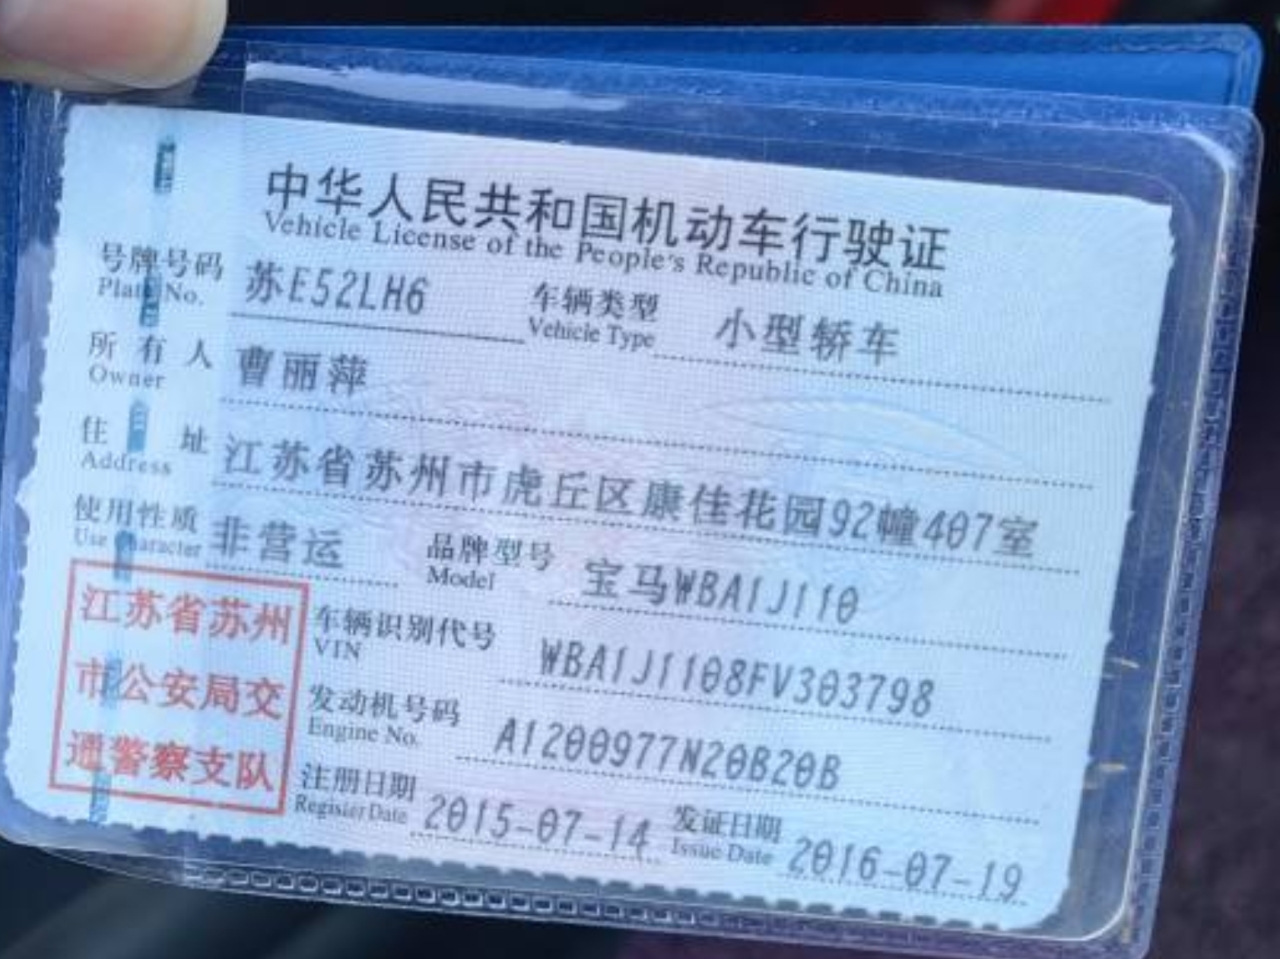 中华人民共和国机动车行驶证
Vehicle License of the People's Republic of China
号牌号码 苏E52LH6 车辆类型 小型轿车
Plate No. Vehicle Type
所有人 曹丽萍
Owner
住址 江苏省苏州市虎丘区康佳花园92幢407室
Address
使用性质 非营运 品牌型号 宝马WBA1J110
Use Character Model
江苏省苏州
市公安局交
通警察支队
车辆识别代号 WBA1J1108FV303798
VIN
发动机号码 A1200977N20B20B
Engine No.
注册日期 2015-07-14 发证日期 2016-07-19
Register Date Issue Date